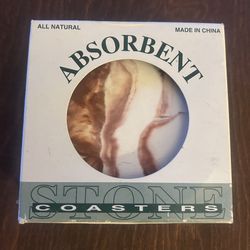 ALL NATURAL
MADE IN CHINA
ABSORBENT
STONE
COASTERS